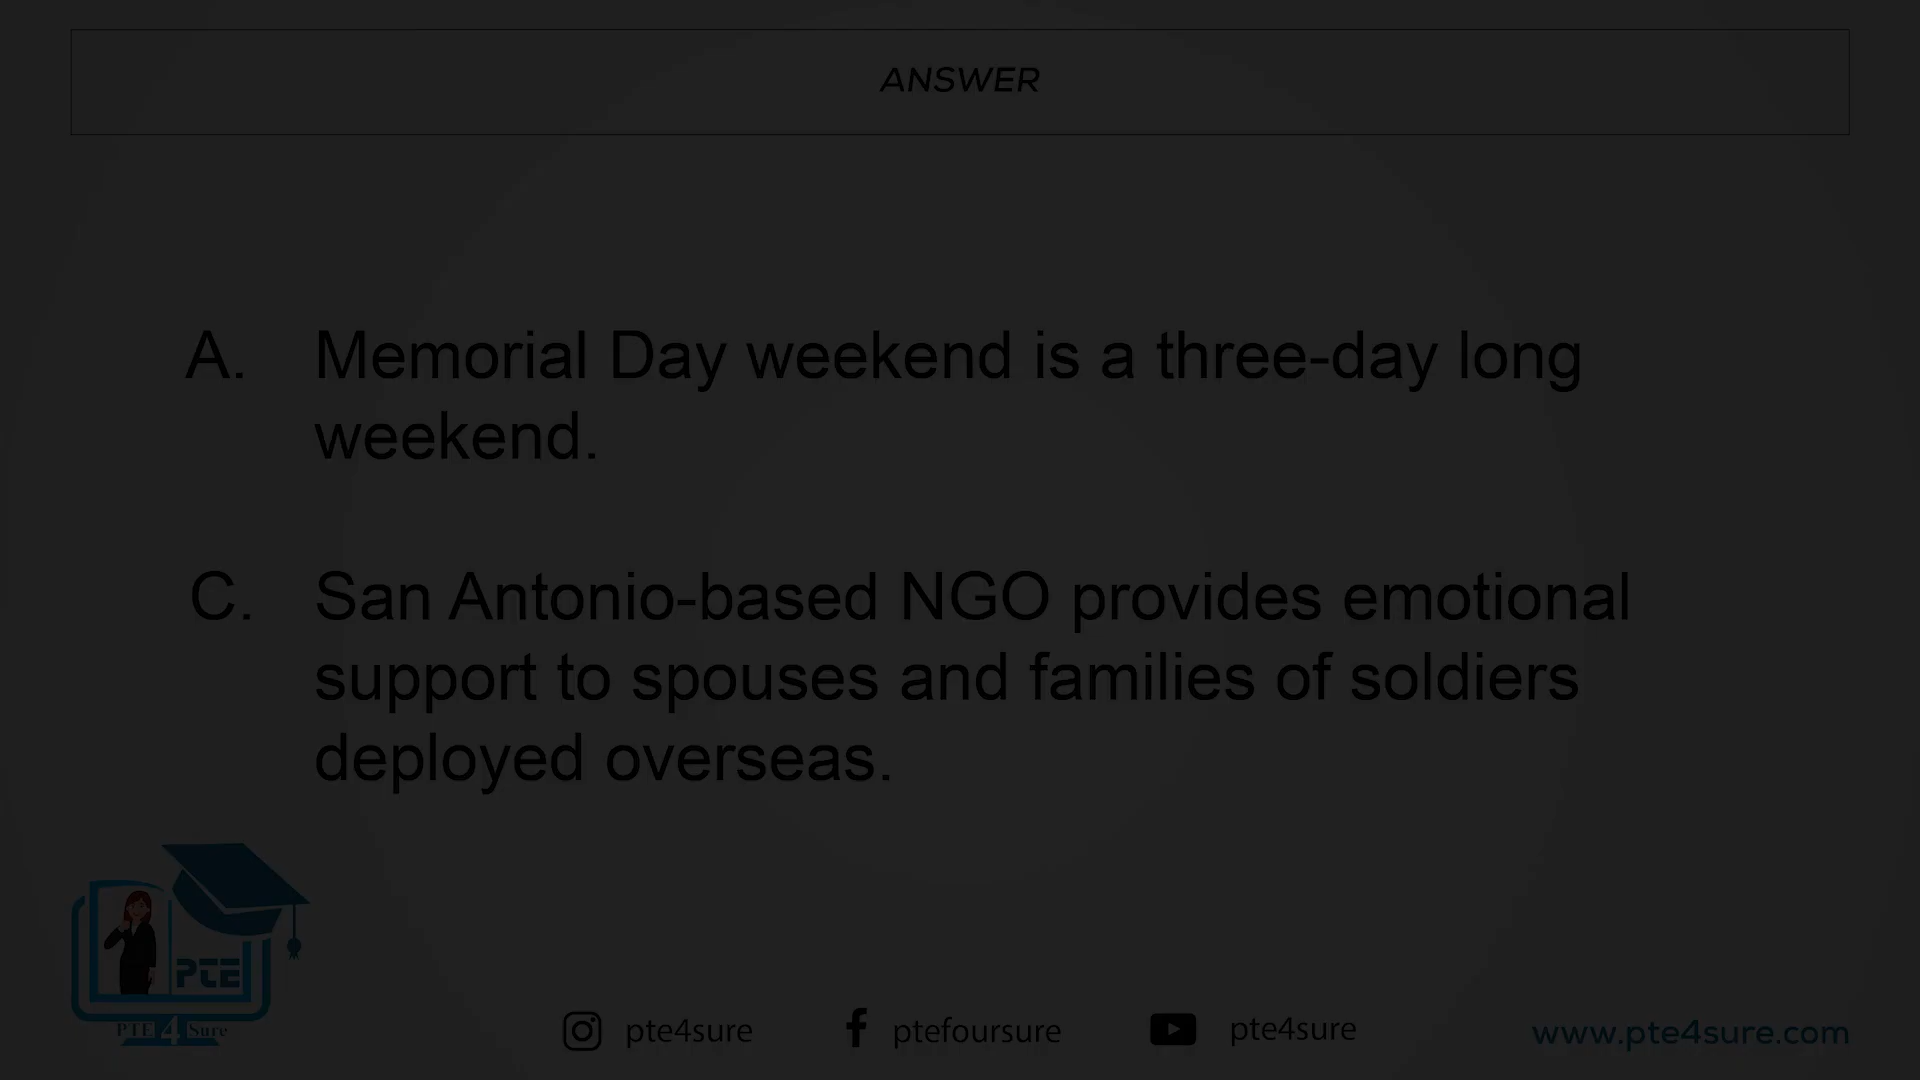 ANSWER
A. Memorial Day weekend is a three-day long
weekend.
C. San Antonio-based NGO provides emotional
support to spouses and families of soldiers
deployed overseas.
PTE
PTE 4 Sure
pte4sure
ptefoursure
pte4sure
www.pte4sure.com